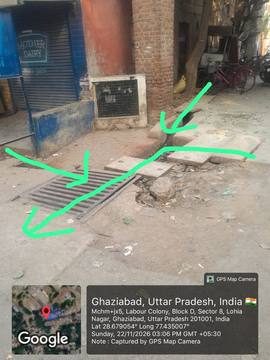 MOTHER
DAIRY
GPS Map Camera
Ghaziabad, Uttar Pradesh, India 🇮🇳
Mchm+jx5, Labour Colony, Block D, Sector 8, Lohia
Nagar, Ghaziabad, Uttar Pradesh 201001, India
Lat 28.679054° Long 77.435007°
Sunday, 22/11/2026 03:06 PM GMT +05:30
Note : Captured by GPS Map Camera
Google